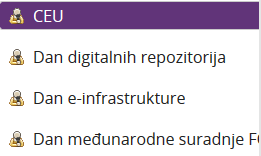 CEU
Dan digitalnih repozitorija
Dan e-infrastrukture
Dan međunarodne suradnje